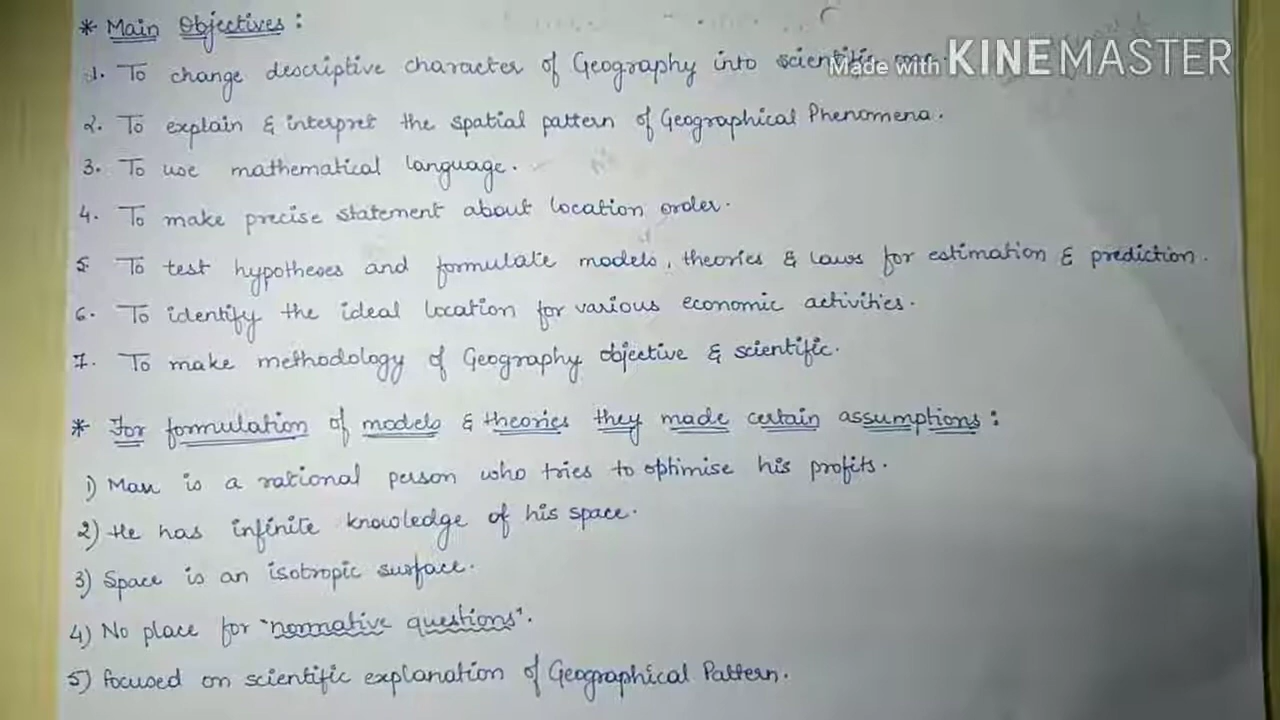 * Main Objectives :
1. To change descriptive character of Geography into scientific one.
Made with KINEMASTER
2. To explain & interpret the spatial pattern of Geographical Phenomena.
3. To use mathematical language.
4. To make precise statement about location order.
5. To test hypotheses and formulate models, theories & laws for estimation & prediction.
6. To identify the ideal location for various economic activities.
7. To make methodology of Geography objective & scientific.
* For formulation of models & theories they made certain assumptions :
1) Man is a rational person who tries to optimise his profits.
2) He has infinite knowledge of his space.
3) Space is an isotropic surface.
4) No place for "normative questions".
5) focused on scientific explanation of Geographical Pattern.